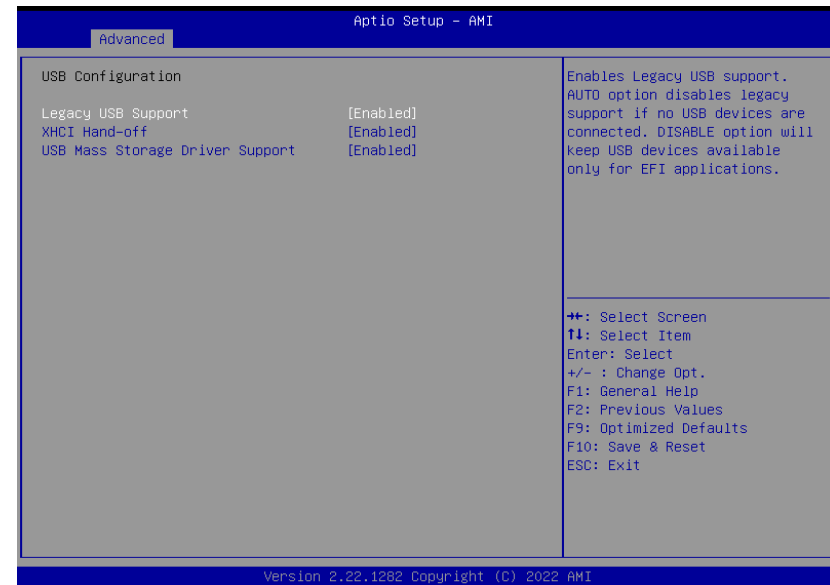 Aptio Setup – AMI
Advanced
USB Configuration
Legacy USB Support [Enabled]
XHCI Hand-off [Enabled]
USB Mass Storage Driver Support [Enabled]
Enables Legacy USB support.
AUTO option disables legacy
support if no USB devices are
connected. DISABLE option will
keep USB devices available
only for EFI applications.
→←: Select Screen
↑↓: Select Item
Enter: Select
+/- : Change Opt.
F1: General Help
F2: Previous Values
F9: Optimized Defaults
F10: Save & Reset
ESC: Exit
Version 2.22.1282 Copyright (C) 2022 AMI